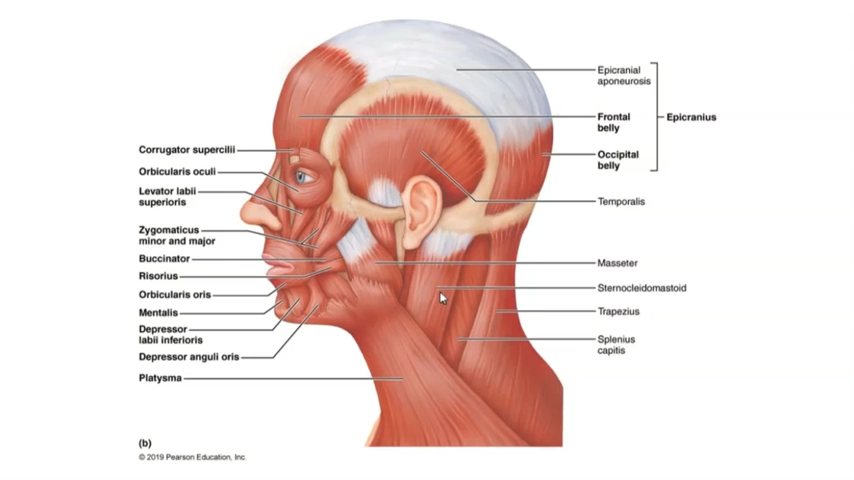 Corrugator supercilii
Orbicularis oculi
Levator labii
superioris
Zygomaticus
minor and major
Buccinator
Risorius
Orbicularis oris
Mentalis
Depressor
labii inferioris
Depressor anguli oris
Platysma
Epicranial
aponeurosis
Frontal
belly
Epicranius
Occipital
belly
Temporalis
Masseter
Sternocleidomastoid
Trapezius
Splenius
capitis
(b)
© 2019 Pearson Education, Inc.